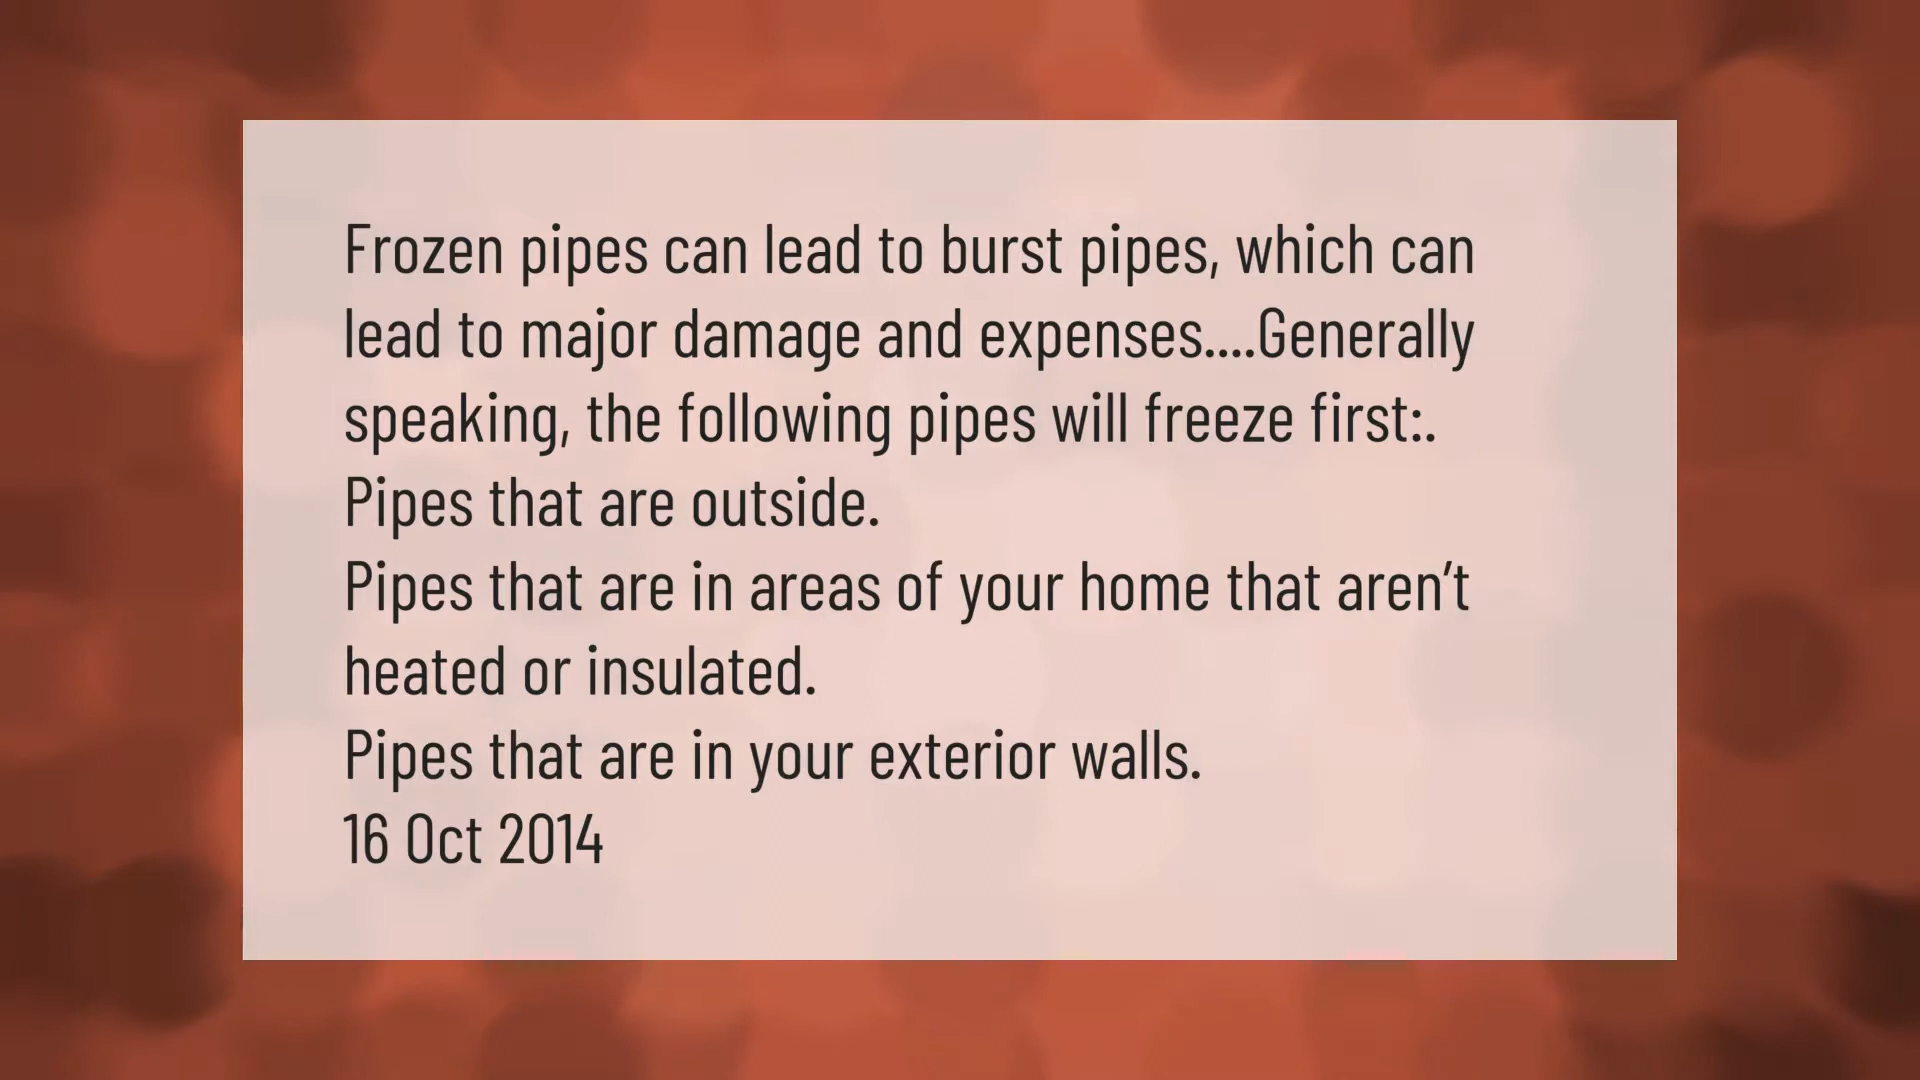 Frozen pipes can lead to burst pipes, which can
lead to major damage and expenses....Generally
speaking, the following pipes will freeze first:.
Pipes that are outside.
Pipes that are in areas of your home that aren’t
heated or insulated.
Pipes that are in your exterior walls.
16 Oct 2014